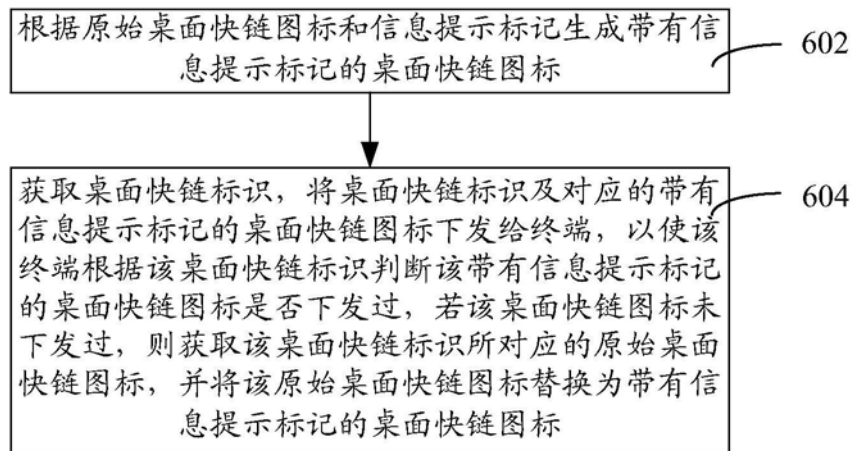 根据原始桌面快链图标和信息提示标记生成带有信
息提示标记的桌面快链图标
602
获取桌面快链标识，将桌面快链标识及对应的带有
信息提示标记的桌面快链图标下发给终端，以使该
终端根据该桌面快链标识判断该带有信息提示标记
的桌面快链图标是否下发过，若该桌面快链图标未
下发过，则获取该桌面快链标识所对应的原始桌面
快链图标，并将该原始桌面快链图标替换为带有信
息提示标记的桌面快链图标
604